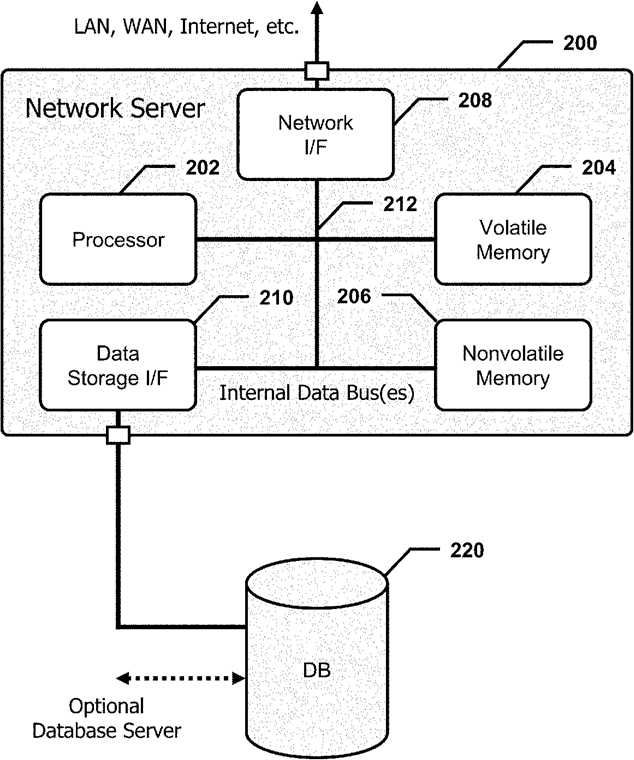 LAN, WAN, Internet, etc.
200
Network Server
Network
I/F
208
202
204
Processor
212
Volatile
Memory
210
206
Data
Storage I/F
Nonvolatile
Memory
Internal Data Bus(es)
220
DB
Optional
Database Server